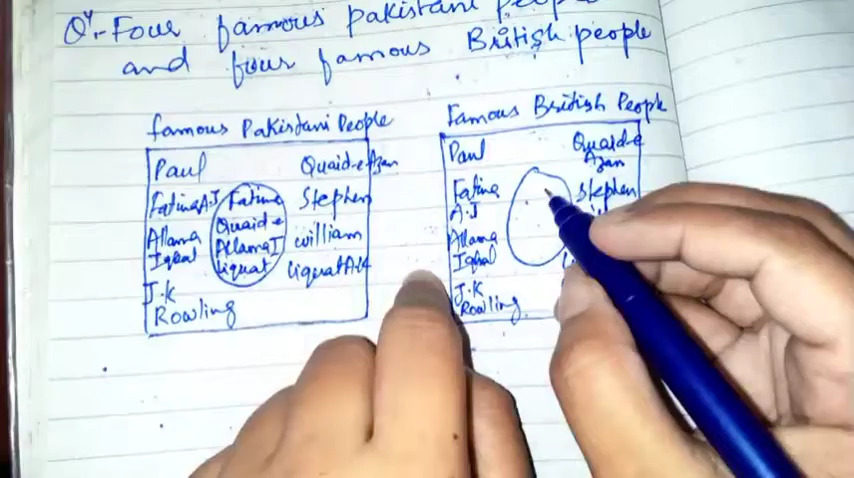 Qr.- Four famous pakistani people
and four famous British people
famous Pakistani People
Paul
Quaid-e-Azam
Fatima A.J
Stephen
Allama
Iqbal
william
liquat Ali
J.K
Rowling
Fatima
Quaid-e
Allama I
liquat
Famous British People
Paul
Quaid-e
Azam
Fatima
A.J
Stephen
Allama
Iqbal
J.K
Rowling